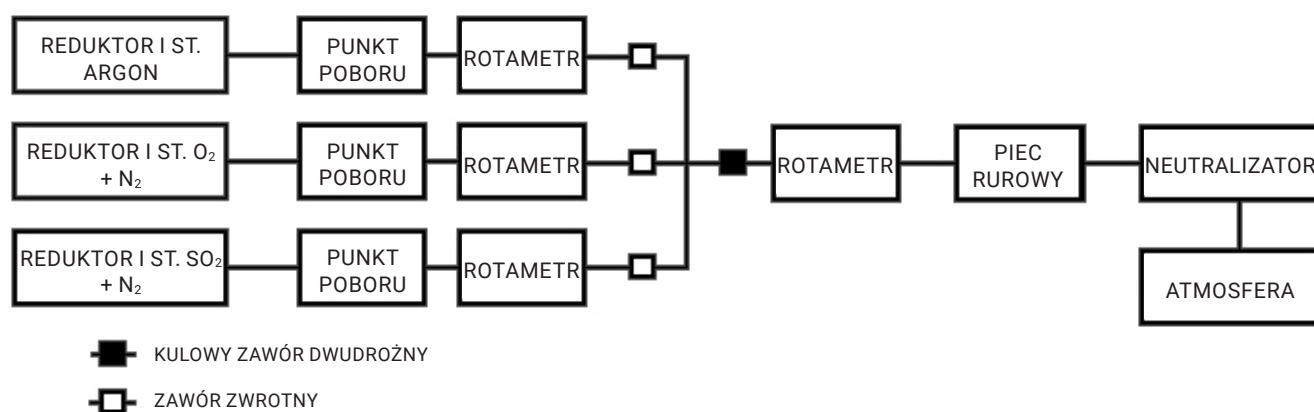 REDUKTOR I ST.
ARGON
PUNKT
POBORU
ROTAMETR
REDUKTOR I ST. O₂
+ N₂
PUNKT
POBORU
ROTAMETR
ROTAMETR
PIEC
RUROWY
NEUTRALIZATOR
REDUKTOR I ST. SO₂
+ N₂
PUNKT
POBORU
ROTAMETR
ATMOSFERA
KULOWY ZAWÓR DWUDROŻNY
ZAWÓR ZWROTNY